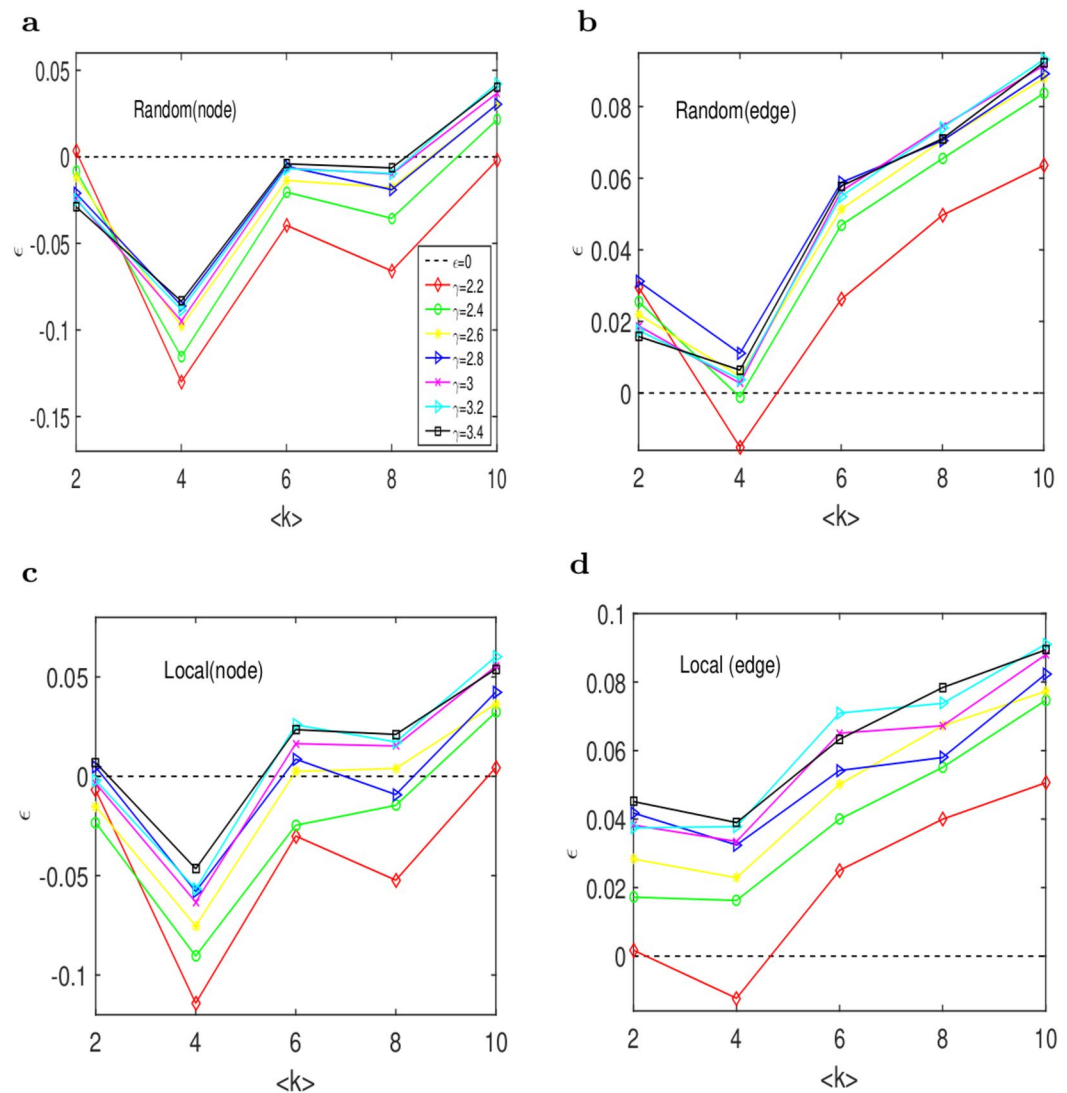 a
0.05
0
-0.05
-0.1
-0.15
ϵ
Random(node)
ϵ=0
γ=2.2
γ=2.4
γ=2.6
γ=2.8
γ=3
γ=3.2
γ=3.4
2 4 6 8 10
<k>
b
0.08
0.06
0.04
0.02
0
ϵ
Random(edge)
2 4 6 8 10
<k>
c
0.05
0
-0.05
-0.1
ϵ
Local(node)
2 4 6 8 10
<k>
d
0.1
0.08
0.06
0.04
0.02
0
ϵ
Local (edge)
2 4 6 8 10
<k>